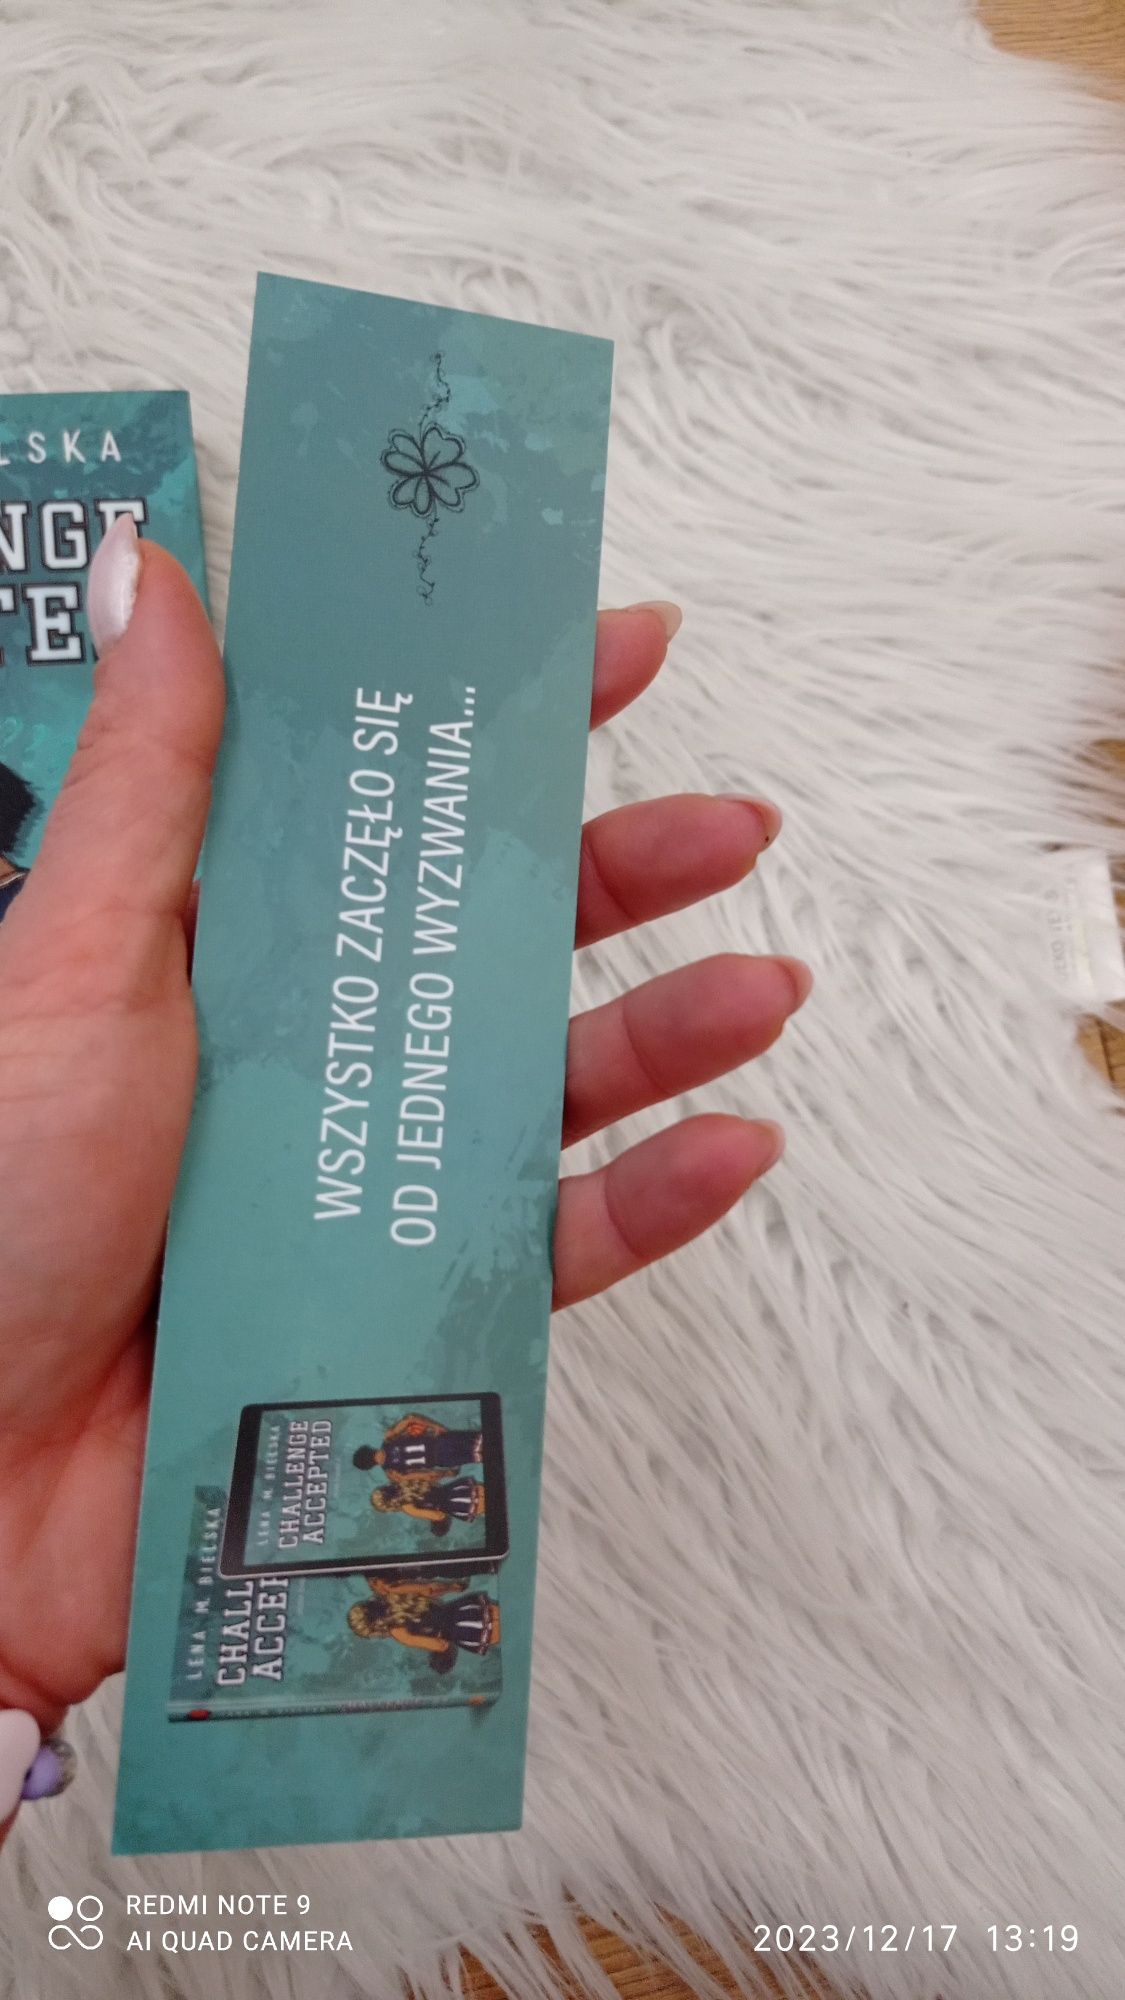 LSKA
NGE
TE
WSZYSTKO ZACZĘŁO SIĘ
OD JEDNEGO WYZWANIA...
LENA M. BIELSKA
CHALLENGE
ACCEPTED
11
LENA M. BIELSKA
CHALL
ACCEP
REDMI NOTE 9
AI QUAD CAMERA
2023/12/17 13:19